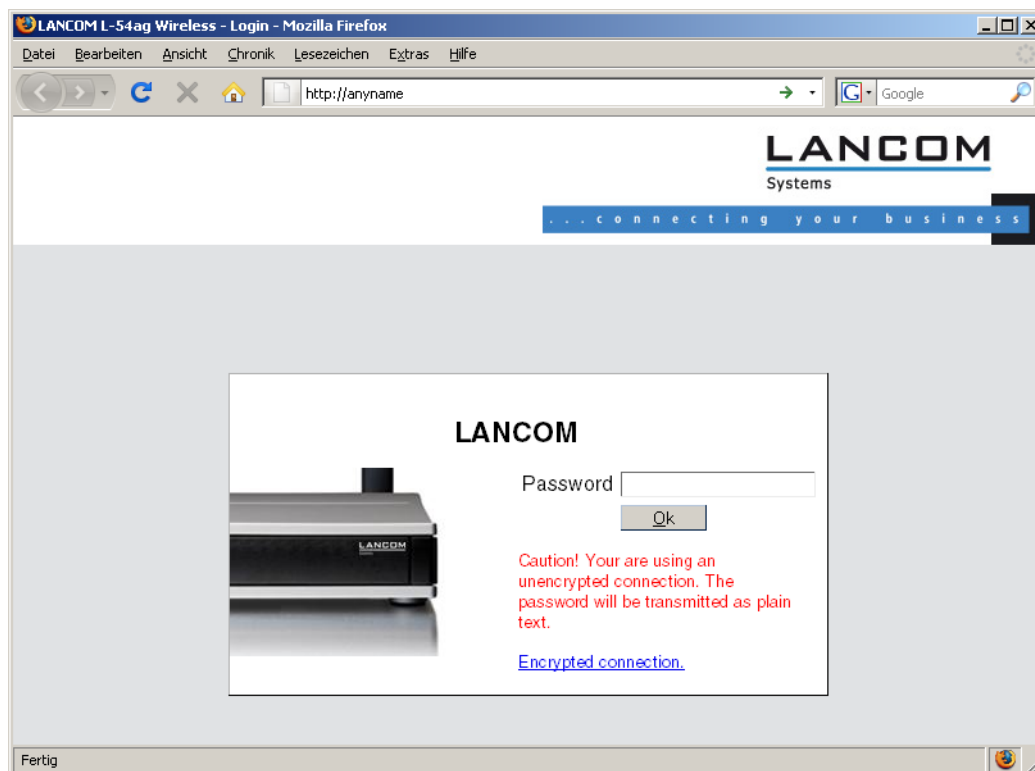 LANCOM L-54ag Wireless - Login - Mozilla Firefox
Datei Bearbeiten Ansicht Chronik Lesezeichen Extras Hilfe
http://anyname
Google
LANCOM
Systems
...connecting your business
LANCOM
Password
Ok
LANCOM
Caution! Your are using an
unencrypted connection. The
password will be transmitted as plain
text.
Encrypted connection.
Fertig